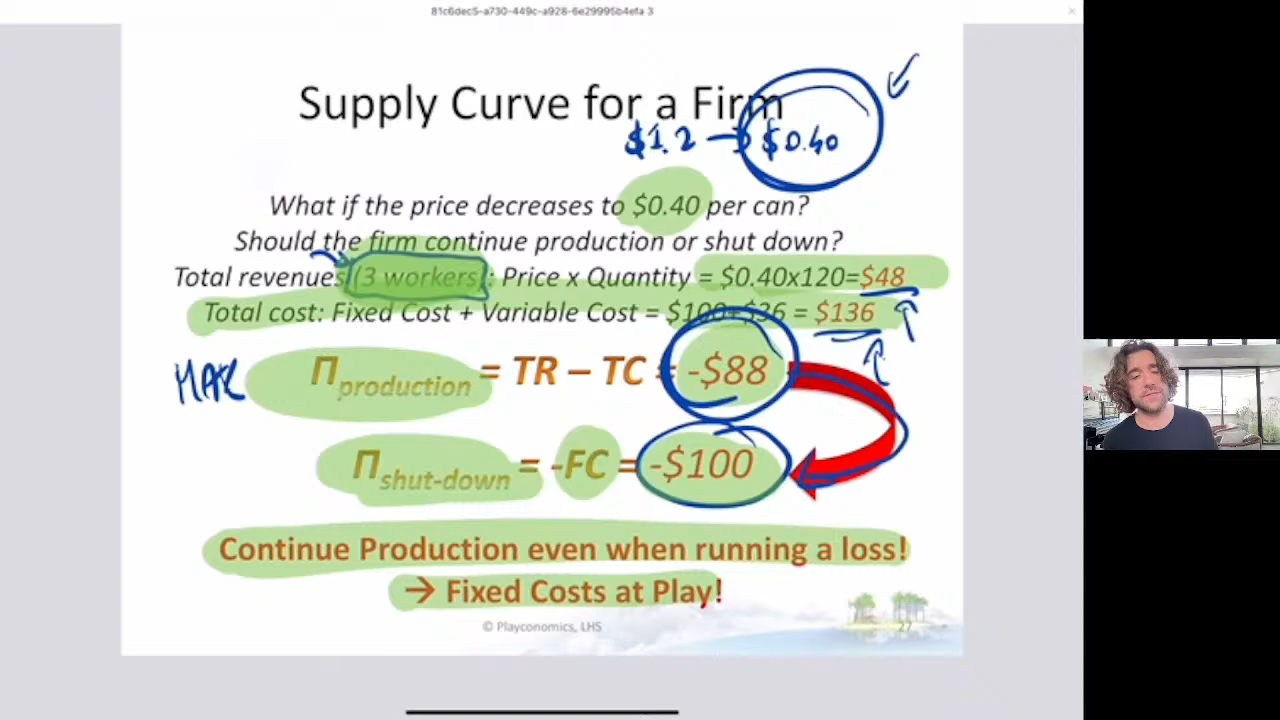 81c6dec5-a730-449c-a928-6e29995b4efa 3
Supply Curve for a Firm
$1.2 → $0.40
What if the price decreases to $0.40 per can?
Should the firm continue production or shut down?
Total revenues (3 workers): Price x Quantity = $0.40x120=$48
Total cost: Fixed Cost + Variable Cost = $100+$36 = $136
MAX Π production = TR – TC = -$88
Π shut-down = -FC = -$100
Continue Production even when running a loss!
→ Fixed Costs at Play!
© Playconomics, LHS
27